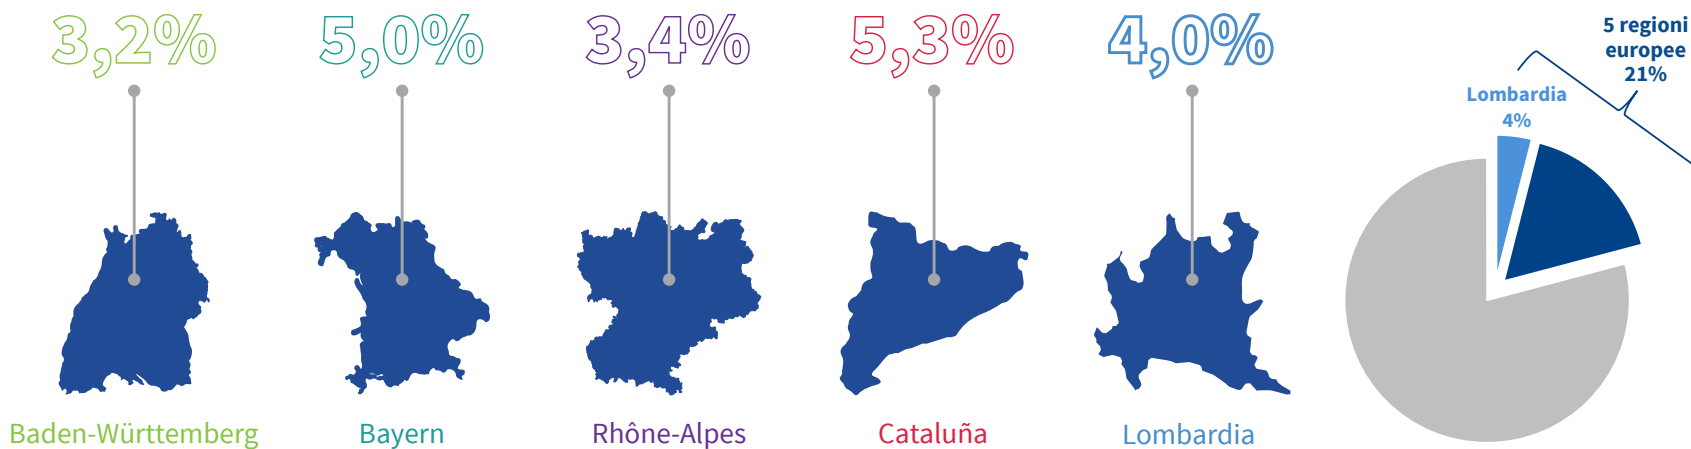 3,2%
5,0%
3,4%
5,3%
4,0%
Baden-Württemberg
Bayern
Rhône-Alpes
Cataluña
Lombardia
5 regioni
europee
21%
Lombardia
4%